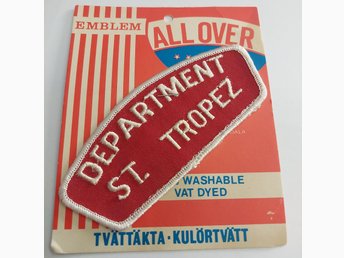 EMBLEM
ALL OVER
DEPARTMENT
ST. TROPEZ
WASHABLE
VAT DYED
TVÄTTÄKTA·KULÖRTVÄTT